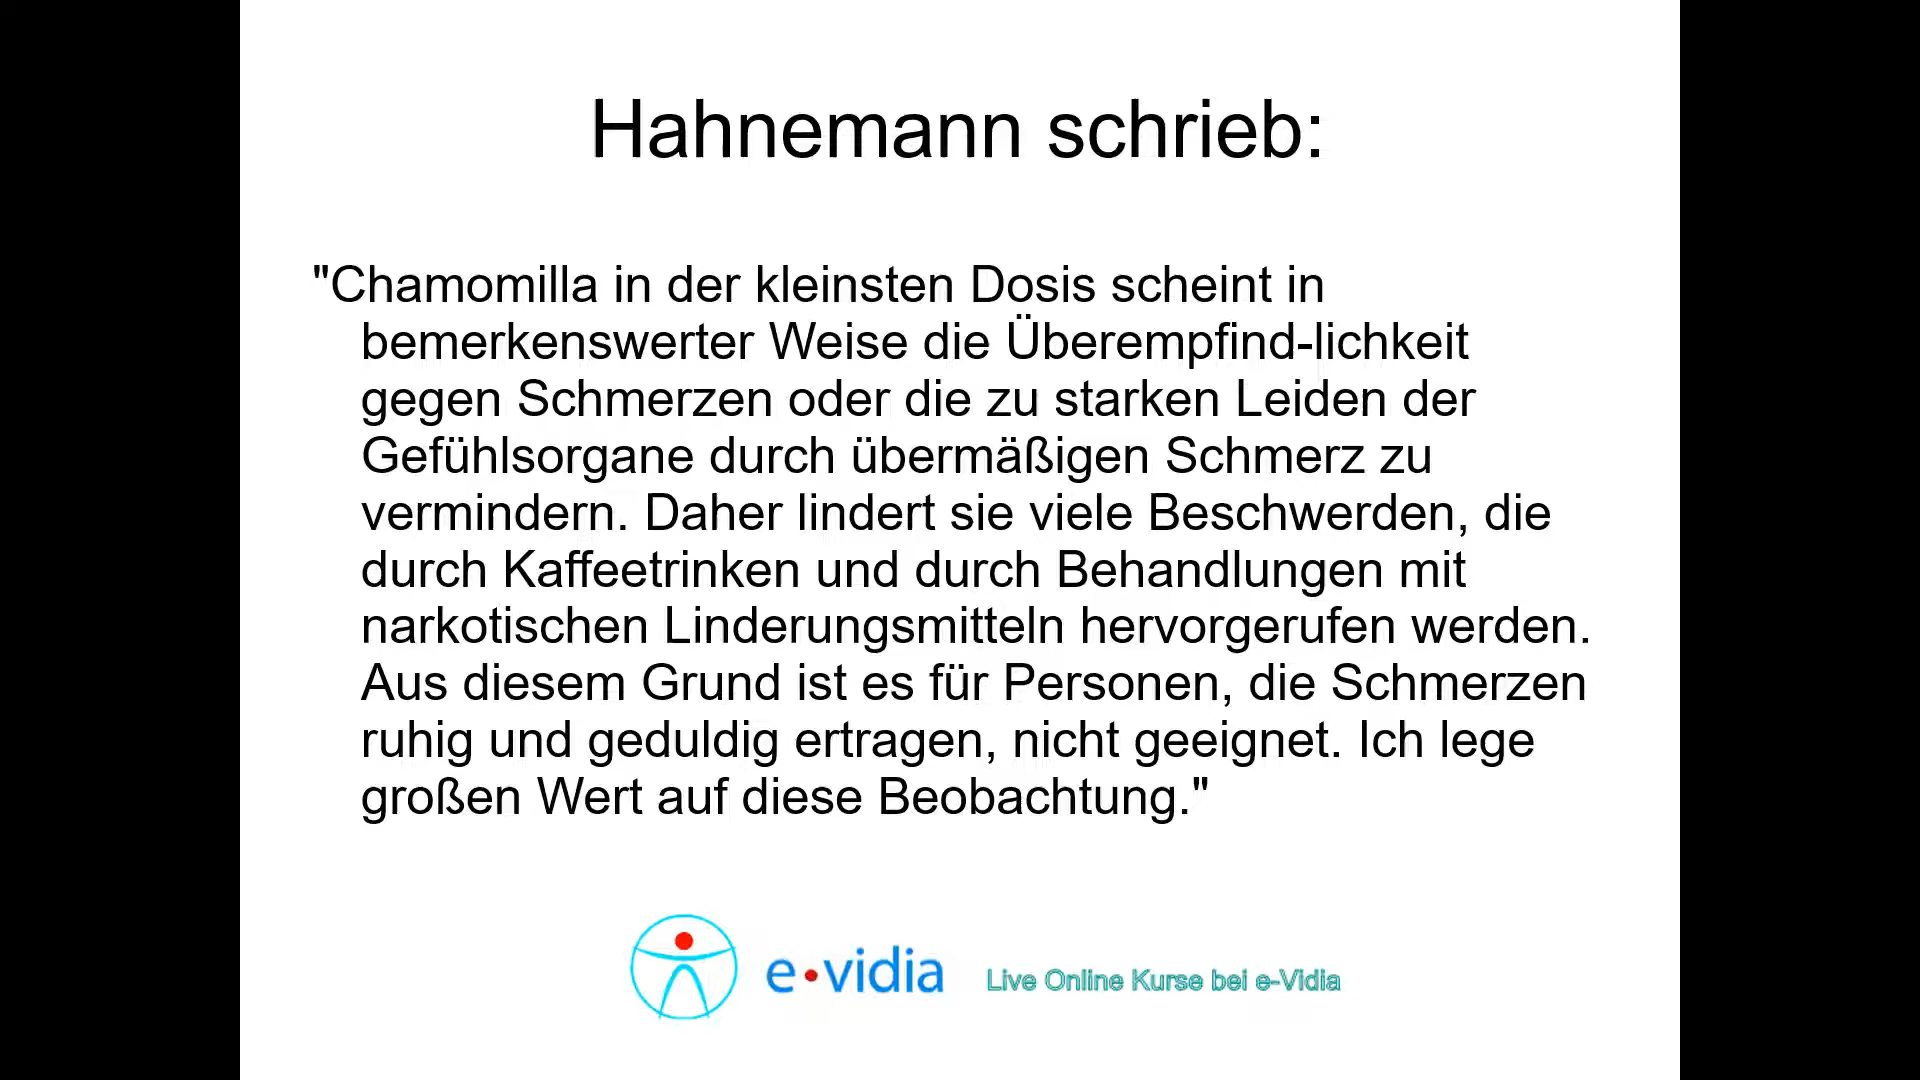 Hahnemann schrieb:
"Chamomilla in der kleinsten Dosis scheint in
bemerkenswerter Weise die Überempfind-lichkeit
gegen Schmerzen oder die zu starken Leiden der
Gefühlsorgane durch übermäßigen Schmerz zu
vermindern. Daher lindert sie viele Beschwerden, die
durch Kaffeetrinken und durch Behandlungen mit
narkotischen Linderungsmitteln hervorgerufen werden.
Aus diesem Grund ist es für Personen, die Schmerzen
ruhig und geduldig ertragen, nicht geeignet. Ich lege
großen Wert auf diese Beobachtung."
e•vidia Live Online Kurse bei e-Vidia